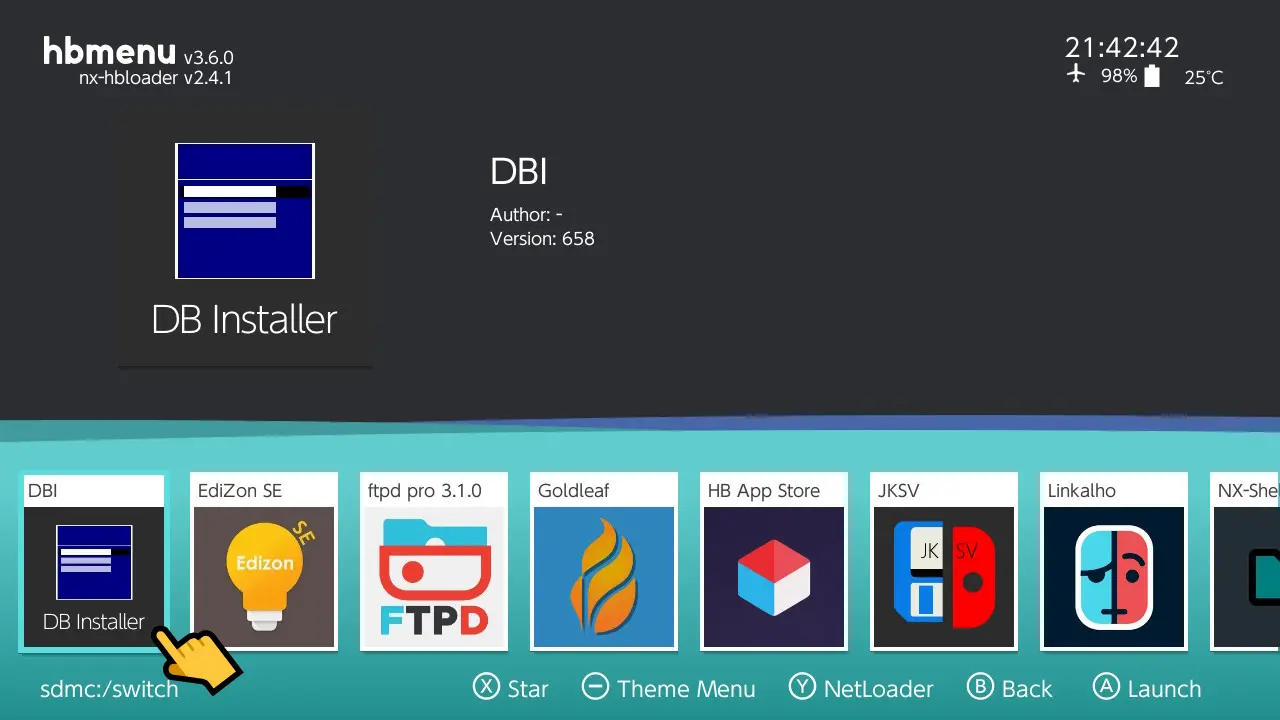 hbmenu v3.6.0
nx-hbloader v2.4.1
21:42:42
98% 25°C
DB Installer
DBI
Author: -
Version: 658
DBI
DB Installer
EdiZon SE
Edizon
SE
ftpd pro 3.1.0
FTPD
Goldleaf
HB App Store
JKSV
JK SV
Linkalho
NX-She
sdmc:/switch
X Star
Theme Menu
Y NetLoader
B Back
A Launch